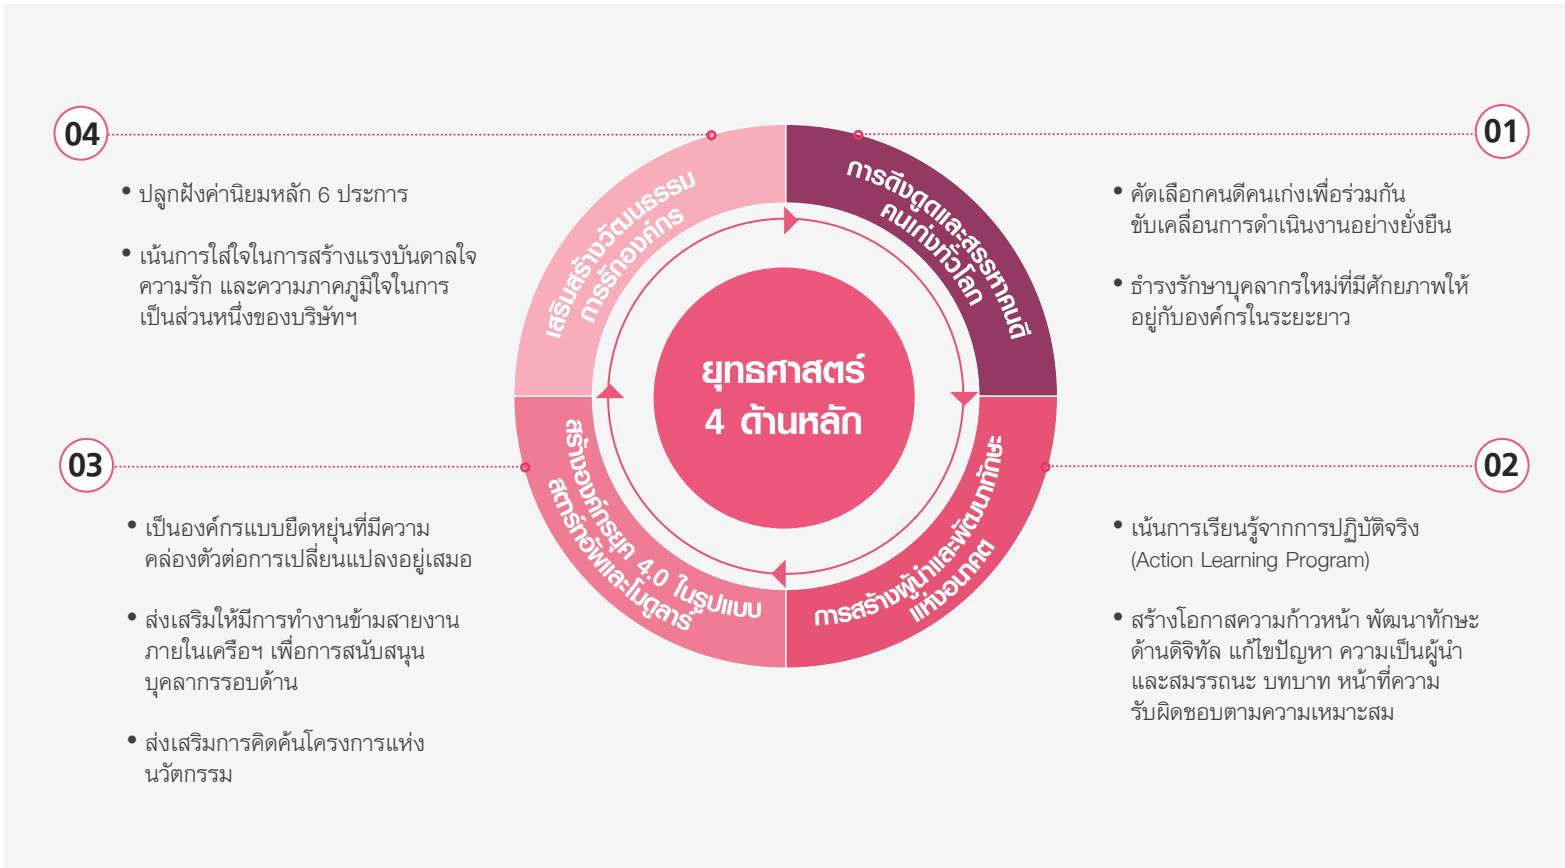 ยุทธศาสตร์
4 ด้านหลัก
01
การดึงดูดและสรรหาคนดี
คนเก่งทั่วโลก
• คัดเลือกคนดีคนเก่งเพื่อร่วมกัน
ขับเคลื่อนการดำเนินงานอย่างยั่งยืน
• ธำรงรักษาบุคลากรใหม่ที่มีศักยภาพให้
อยู่กับองค์กรในระยะยาว
02
การสร้างผู้นำและพัฒนาทักษะ
แห่งอนาคต
• เน้นการเรียนรู้จากการปฏิบัติจริง
(Action Learning Program)
• สร้างโอกาสความก้าวหน้า พัฒนาทักษะ
ด้านดิจิทัล แก้ไขปัญหา ความเป็นผู้นำ
และสมรรถนะ บทบาท หน้าที่ความ
รับผิดชอบตามความเหมาะสม
03
สร้างองค์กรยุค 4.0 ในรูปแบบ
สตาร์ทอัพและโมดูลาร์
• เป็นองค์กรแบบยืดหยุ่นที่มีความ
คล่องตัวต่อการเปลี่ยนแปลงอยู่เสมอ
• ส่งเสริมให้มีการทำงานข้ามสายงาน
ภายในเครือฯ เพื่อการสนับสนุน
บุคลากรรอบด้าน
• ส่งเสริมการคิดค้นโครงการแห่ง
นวัตกรรม
04
เสริมสร้างวัฒนธรรม
การรักองค์กร
• ปลูกฝังค่านิยมหลัก 6 ประการ
• เน้นการใส่ใจในการสร้างแรงบันดาลใจ
ความรัก และความภาคภูมิใจในการ
เป็นส่วนหนึ่งของบริษัทฯ